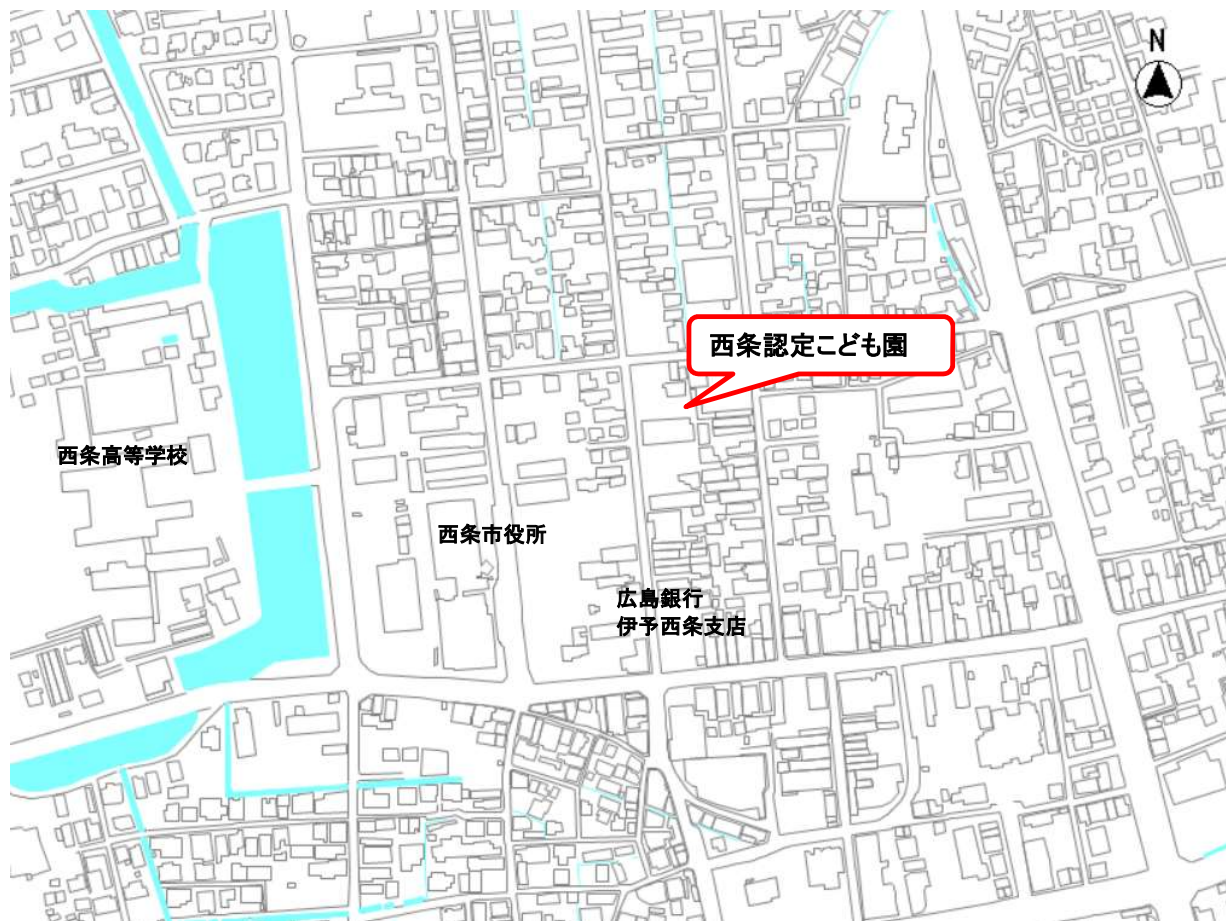 N
西条認定こども園
西条高等学校
西条市役所
広島銀行
伊予西条支店